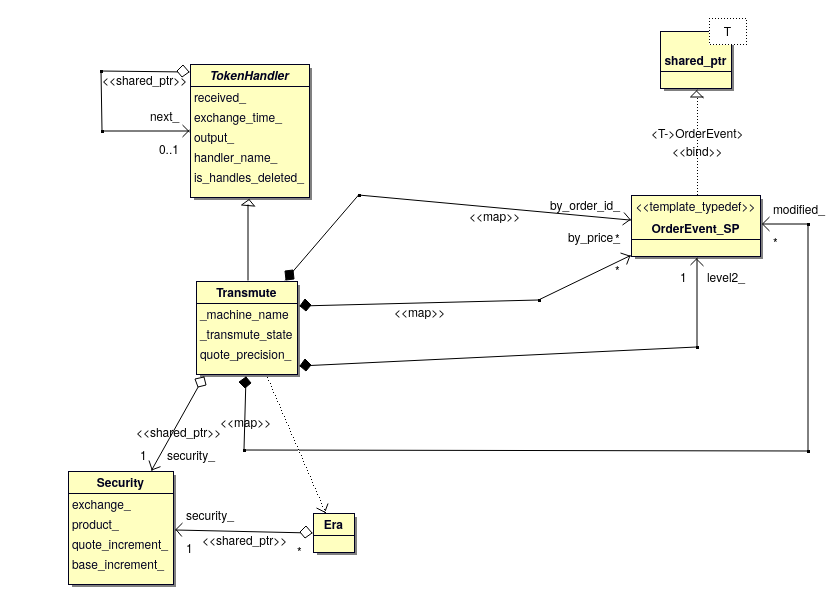 T
shared_ptr
TokenHandler
<<shared_ptr>>
received_
next_
exchange_time_
output_
0..1
handler_name_
is_handles_deleted_
<T->OrderEvent>
<<bind>>
by_order_id_
<<map>>
<<template_typedef>>
OrderEvent_SP
modified_
*
by_price_
*
*
1
level2_
Transmute
_machine_name
_transmute_state
quote_precision_
<<map>>
<<map>>
<<shared_ptr>>
1
security_
Security
exchange_
product_
quote_increment_
base_increment_
security_
<<shared_ptr>>
1
*
Era